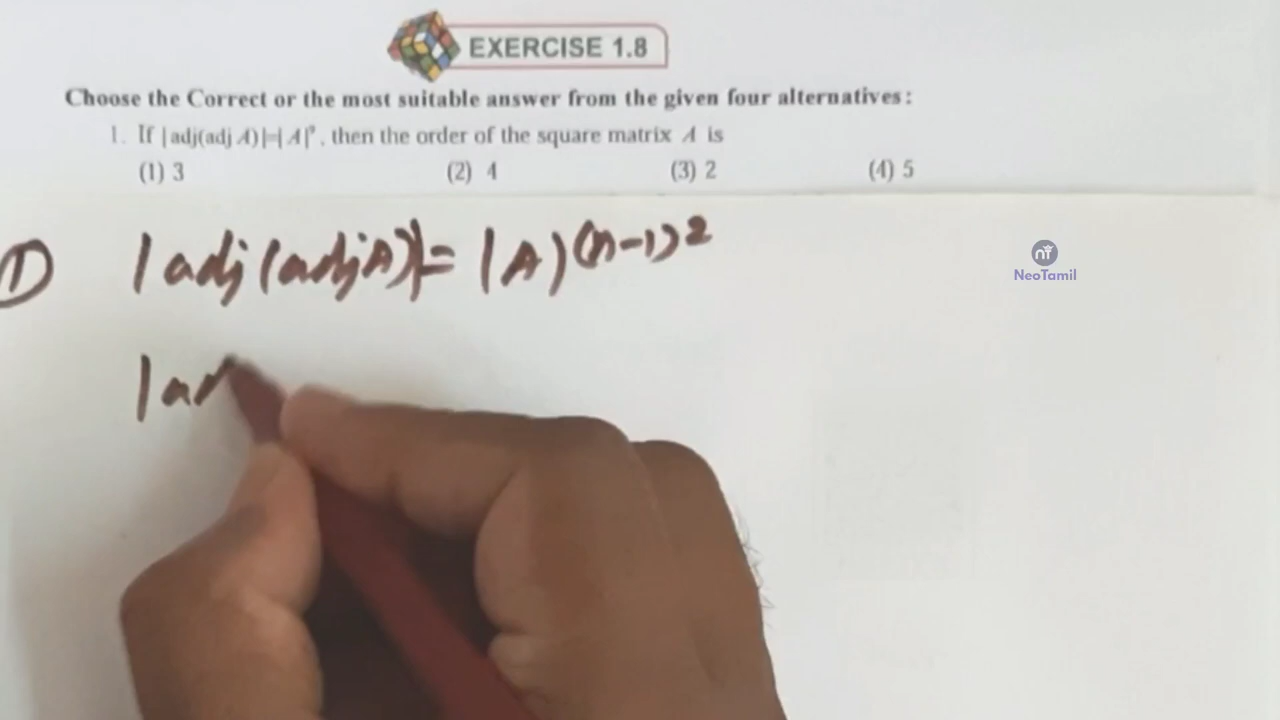 EXERCISE 1.8
Choose the Correct or the most suitable answer from the given four alternatives:
1. If |adj(adj A)|=|A|⁹, then the order of the square matrix A is
(1) 3 (2) 4 (3) 2 (4) 5
1) |adj(adjA)|= |A)(n-1)²
NeoTamil
|ad